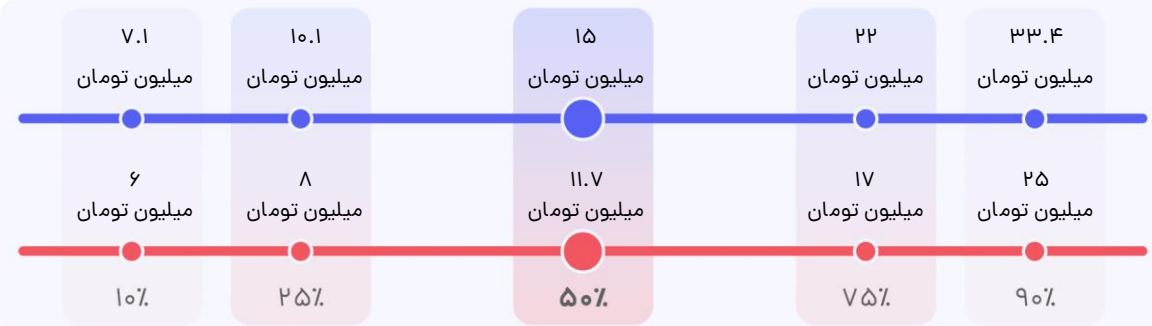 ۷.۱
میلیون تومان
۱۰.۱
میلیون تومان
۱۵
میلیون تومان
۲۲
میلیون تومان
۳۳.۴
میلیون تومان
۶
میلیون تومان
۸
میلیون تومان
۱۱.۷
میلیون تومان
۱۷
میلیون تومان
۲۵
میلیون تومان
۱۰٪
۲۵٪
۵۰٪
۷۵٪
۹۰٪